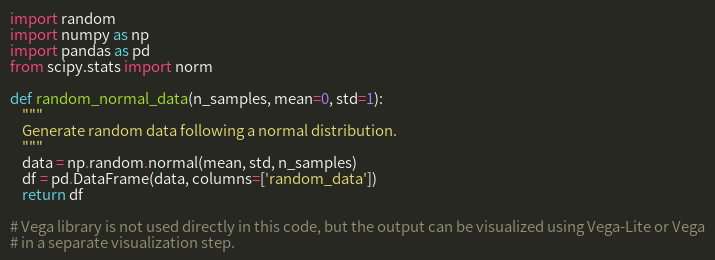 import random
import numpy as np
import pandas as pd
from scipy.stats import norm

def random_normal_data(n_samples, mean=0, std=1):
    """
    Generate random data following a normal distribution.
    """
    data = np.random.normal(mean, std, n_samples)
    df = pd.DataFrame(data, columns=['random_data'])
    return df

# Vega library is not used directly in this code, but the output can be visualized using Vega-Lite or Vega
# in a separate visualization step.